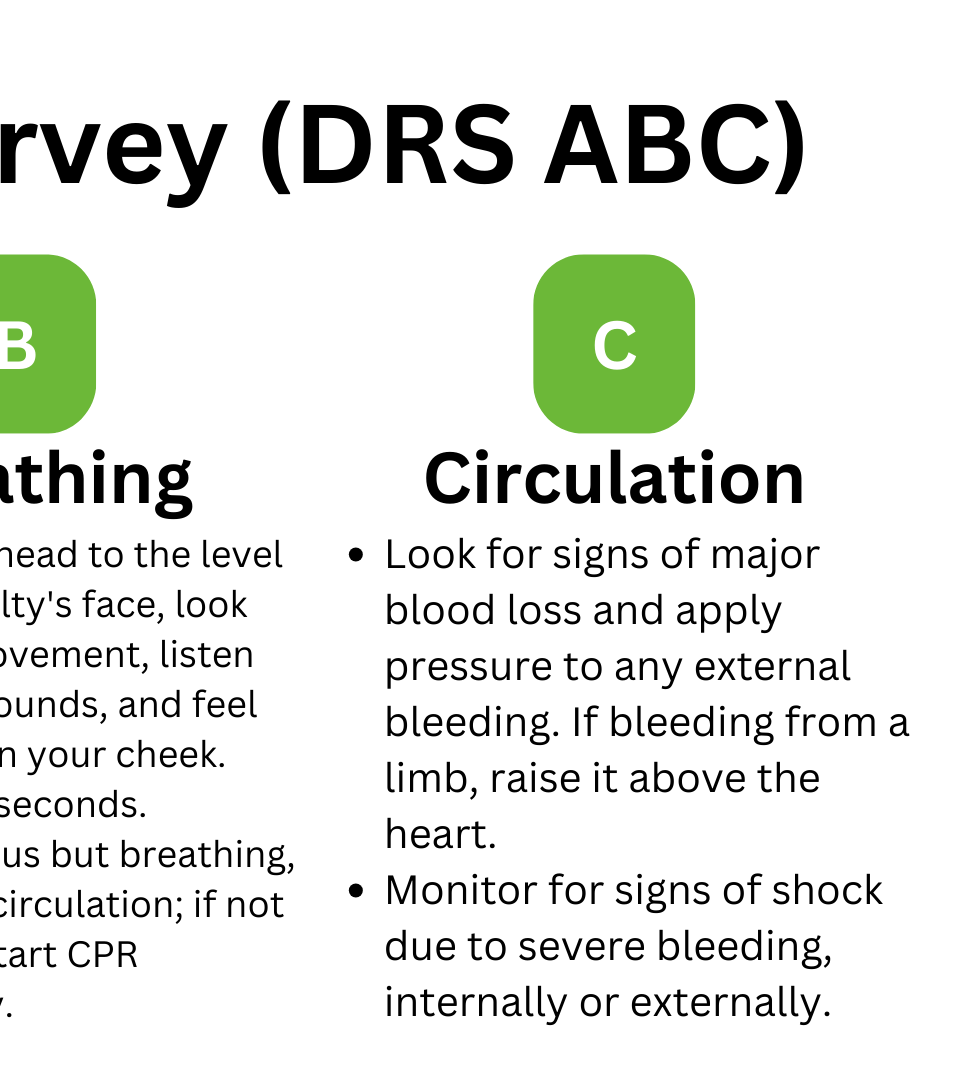 rvey (DRS ABC)
B
athing
head to the level
lty's face, look
ovement, listen
ounds, and feel
n your cheek.
seconds.
us but breathing,
circulation; if not
tart CPR
y.
C
Circulation
• Look for signs of major
blood loss and apply
pressure to any external
bleeding. If bleeding from a
limb, raise it above the
heart.
• Monitor for signs of shock
due to severe bleeding,
internally or externally.